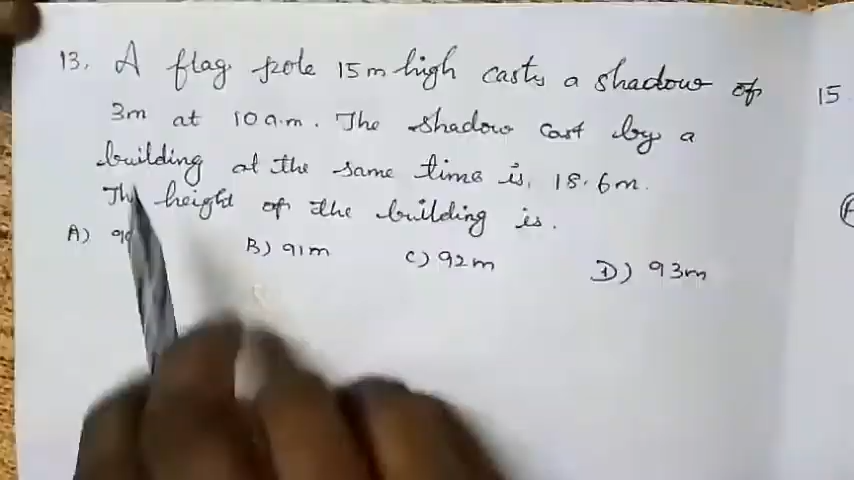 13. A flag pole 15m high casts a shadow of
3m at 10 a.m. The shadow cast by a
building at the same time is, 18.6m.
The height of the building is.
A) B) 91m C) 92m D) 93m
15